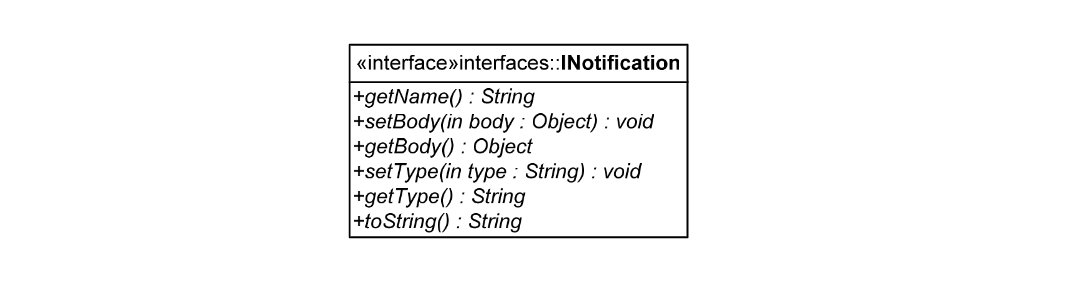 «interface»interfaces::INotification
+getName() : String
+setBody(in body : Object) : void
+getBody() : Object
+setType(in type : String) : void
+getType() : String
+toString() : String